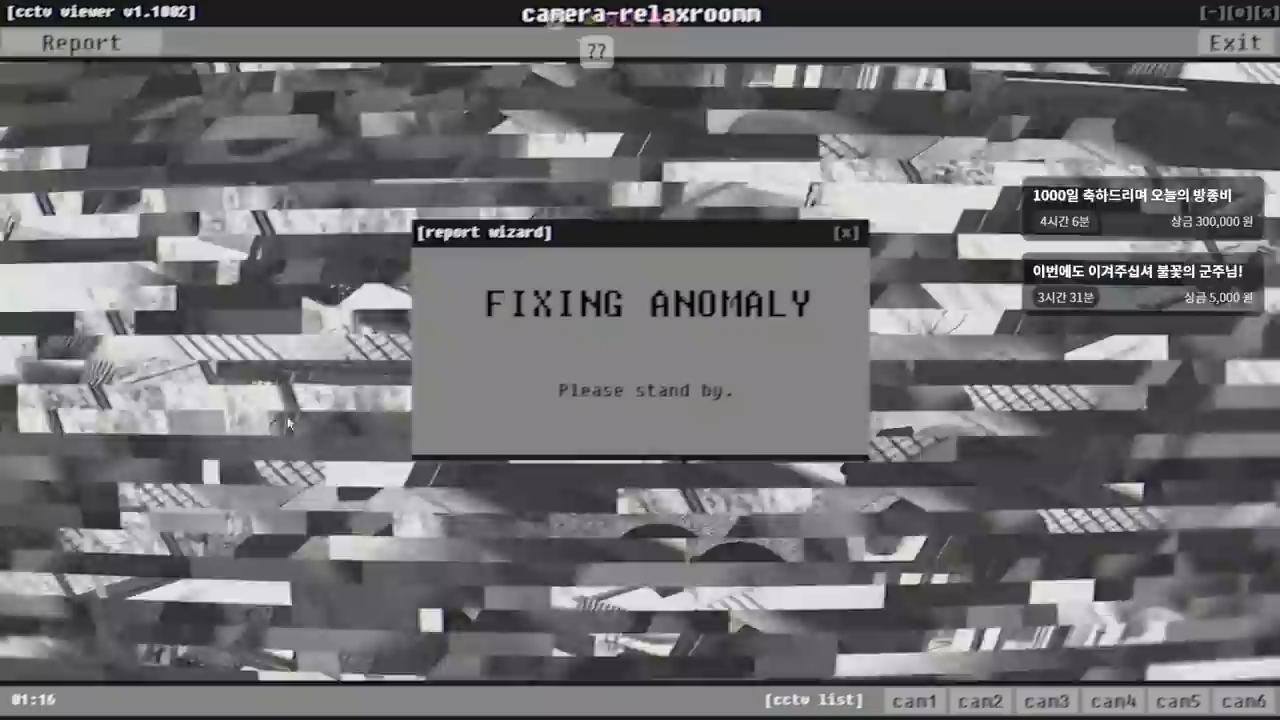 [cctv viewer v1.1002]
camera-relaxroomm
[-][o][x]
Report
??
Exit
1000일 축하드리며 오늘의 방종비
4시간 6분
상금 300,000 원
이번에도 이겨주십셔 불꽃의 군주님!
3시간 31분
상금 5,000 원
[report wizard]
[x]
FIXING ANOMALY
Please stand by.
01:16
[cctv list]
cam1
cam2
cam3
cam4
cam5
cam6